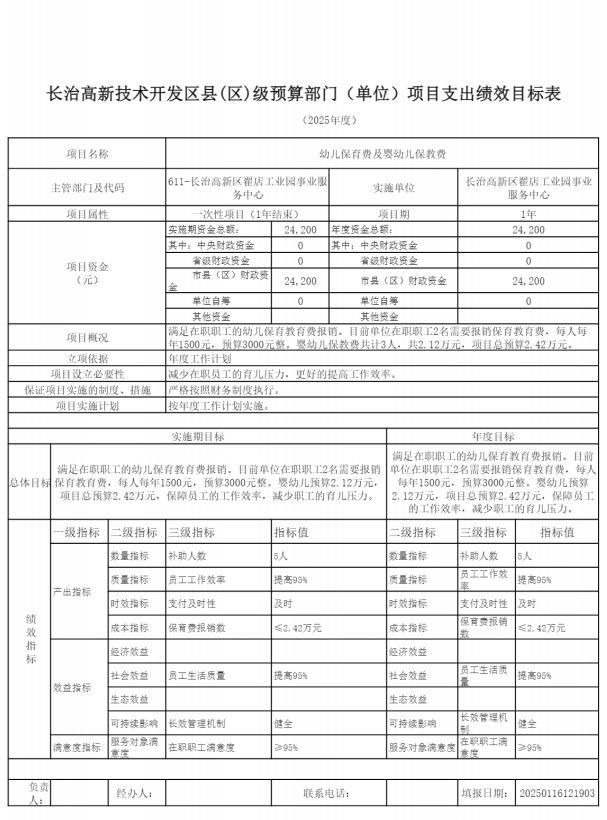 长治高新技术开发区县(区)级预算部门（单位）项目支出绩效目标表
（2025年度）
项目名称 幼儿保育费及婴幼儿保教费
主管部门及代码 611-长治高新区翟店工业园事业服务中心 实施单位 长治高新区翟店工业园事业服务中心
项目属性 一次性项目（1年结束） 项目期 1年
项目资金（元） 实施期资金总额： 24,200 年度资金总额： 24,200
其中：中央财政资金 0 其中：中央财政资金 0
省级财政资金 0 省级财政资金 0
市县（区）财政资金 24,200 市县（区）财政资金 24,200
单位自筹 0 单位自筹 0
其他资金 其他资金
项目概况 满足在职职工的幼儿保育教育费报销。目前单位在职职工2名需要报销保育教育费，每人每年1500元，预算3000元整。婴幼儿保教费共计3人，共2.12万元，项目总预算2.42万元。
立项依据 年度工作计划
项目设立必要性 减少在职员工的育儿压力，更好的提高工作效率。
保证项目实施的制度、措施 严格按照财务制度执行。
项目实施计划 按年度工作计划实施。
实施期目标 年度目标
总体目标 满足在职职工的幼儿保育教育费报销。目前单位在职职工2名需要报销保育教育费，每人每年1500元，预算3000元整。婴幼儿预算2.12万元，项目总预算2.42万元，保障员工的工作效率，减少职工的育儿压力。 满足在职职工的幼儿保育教育费报销。目前单位在职职工2名需要报销保育教育费，每人每年1500元，预算3000元整。婴幼儿预算2.12万元，项目总预算2.42万元，保障员工的工作效率，减少职工的育儿压力。
绩效指标 一级指标 二级指标 三级指标 指标值 二级指标 三级指标 指标值
产出指标 数量指标 补助人数 5人 数量指标 补助人数 5人
质量指标 员工工作效率 提高95% 质量指标 员工工作效率 提高95%
时效指标 支付及时性 及时 时效指标 支付及时性 及时
成本指标 保育费报销数 ≤2.42万元 成本指标 保育费报销数 ≤2.42万元
效益指标 经济效益 经济效益
社会效益 员工生活质量 提高95% 社会效益 员工生活质量 提高95%
生态效益 生态效益
可持续影响 长效管理机制 健全 可持续影响 长效管理机制 健全
满意度指标 服务对象满意度 在职职工满意度 ≥95% 服务对象满意度 在职职工满意度 ≥95%
负责人： 经办人： 联系电话： 填报日期： 20250116121903